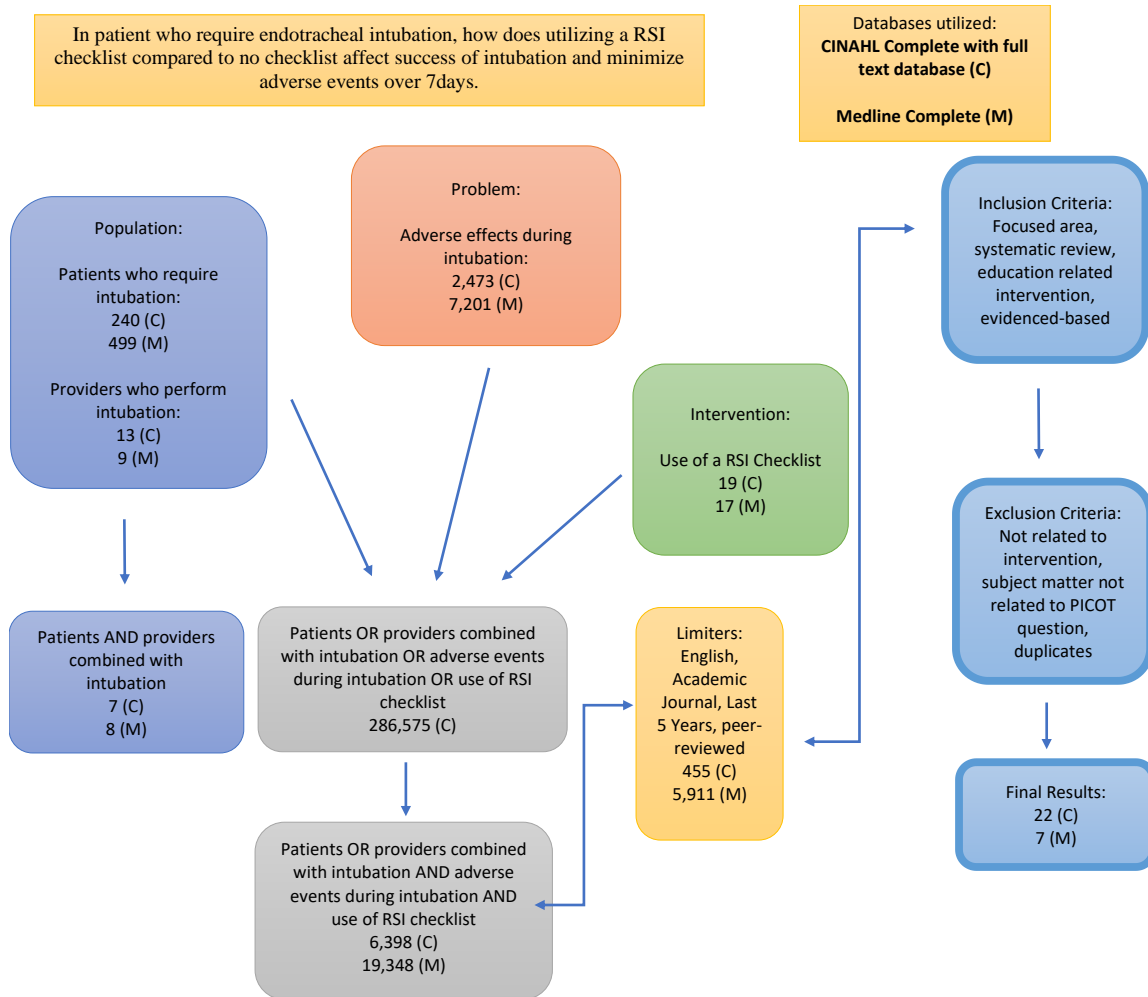 In patient who require endotracheal intubation, how does utilizing a RSI
checklist compared to no checklist affect success of intubation and minimize
adverse events over 7days.
Databases utilized:
CINAHL Complete with full
text database (C)
Medline Complete (M)
Population:
Patients who require
intubation:
240 (C)
499 (M)
Providers who perform
intubation:
13 (C)
9 (M)
Problem:
Adverse effects during
intubation:
2,473 (C)
7,201 (M)
Intervention:
Use of a RSI Checklist
19 (C)
17 (M)
Inclusion Criteria:
Focused area,
systematic review,
education related
intervention,
evidenced-based
Patients AND providers
combined with
intubation
7 (C)
8 (M)
Patients OR providers combined
with intubation OR adverse events
during intubation OR use of RSI
checklist
286,575 (C)
Limiters:
English,
Academic
Journal, Last
5 Years, peer-
reviewed
455 (C)
5,911 (M)
Exclusion Criteria:
Not related to
intervention,
subject matter not
related to PICOT
question,
duplicates
Patients OR providers combined
with intubation AND adverse
events during intubation AND
use of RSI checklist
6,398 (C)
19,348 (M)
Final Results:
22 (C)
7 (M)